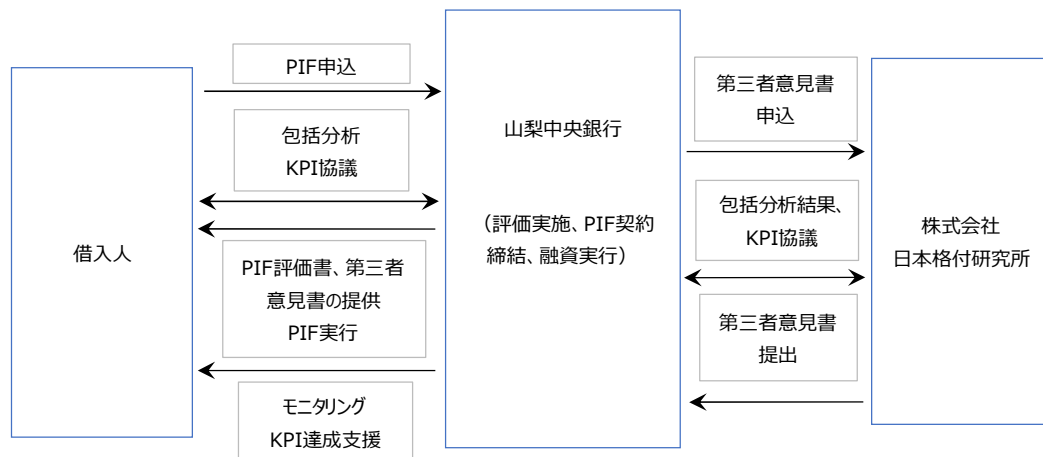 借入人
PIF申込
包括分析
KPI協議
PIF評価書、第三者
意見書の提供
PIF実行
モニタリング
KPI達成支援
山梨中央銀行
(評価実施、PIF契約
締結、融資実行)
第三者意見書
申込
包括分析結果、
KPI協議
第三者意見書
提出
株式会社
日本格付研究所